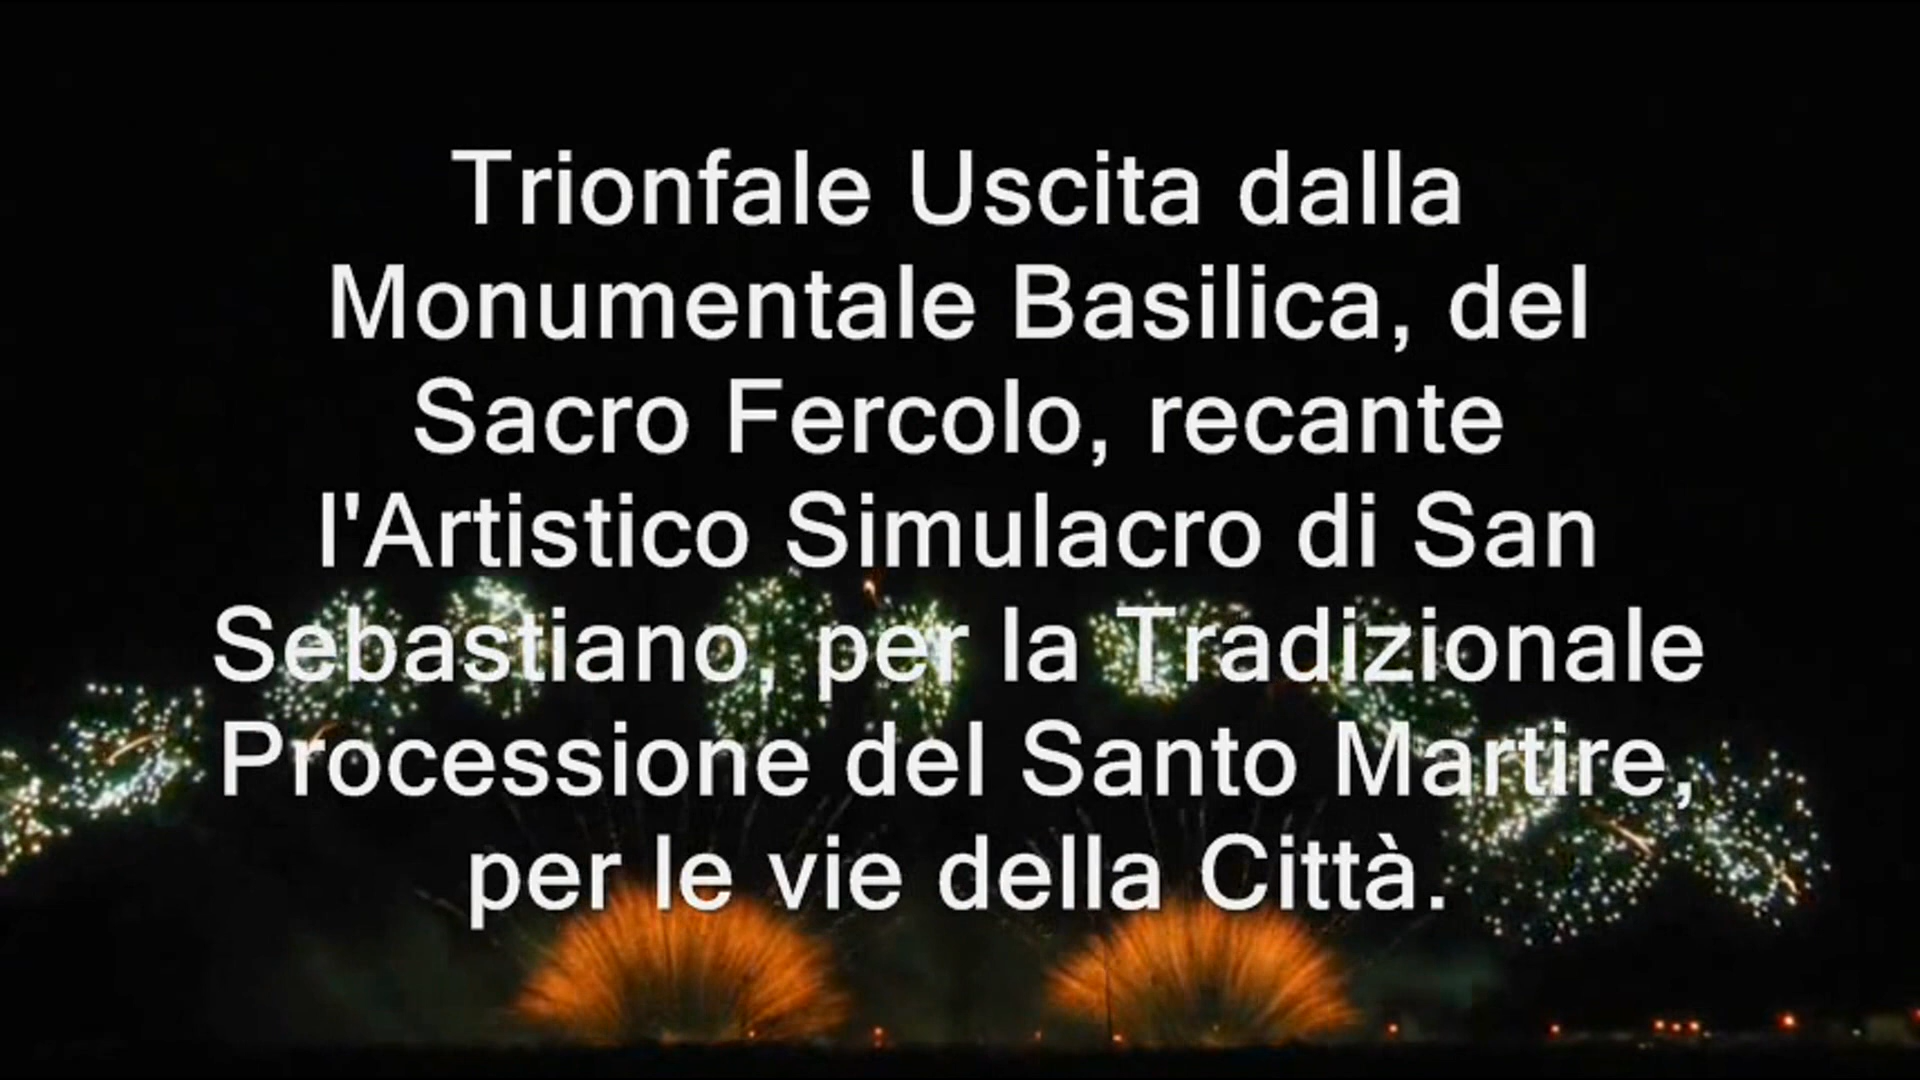 Trionfale Uscita dalla
Monumentale Basilica, del
Sacro Fercolo, recante
l'Artistico Simulacro di San
Sebastiano, per la Tradizionale
Processione del Santo Martire,
per le vie della Città.